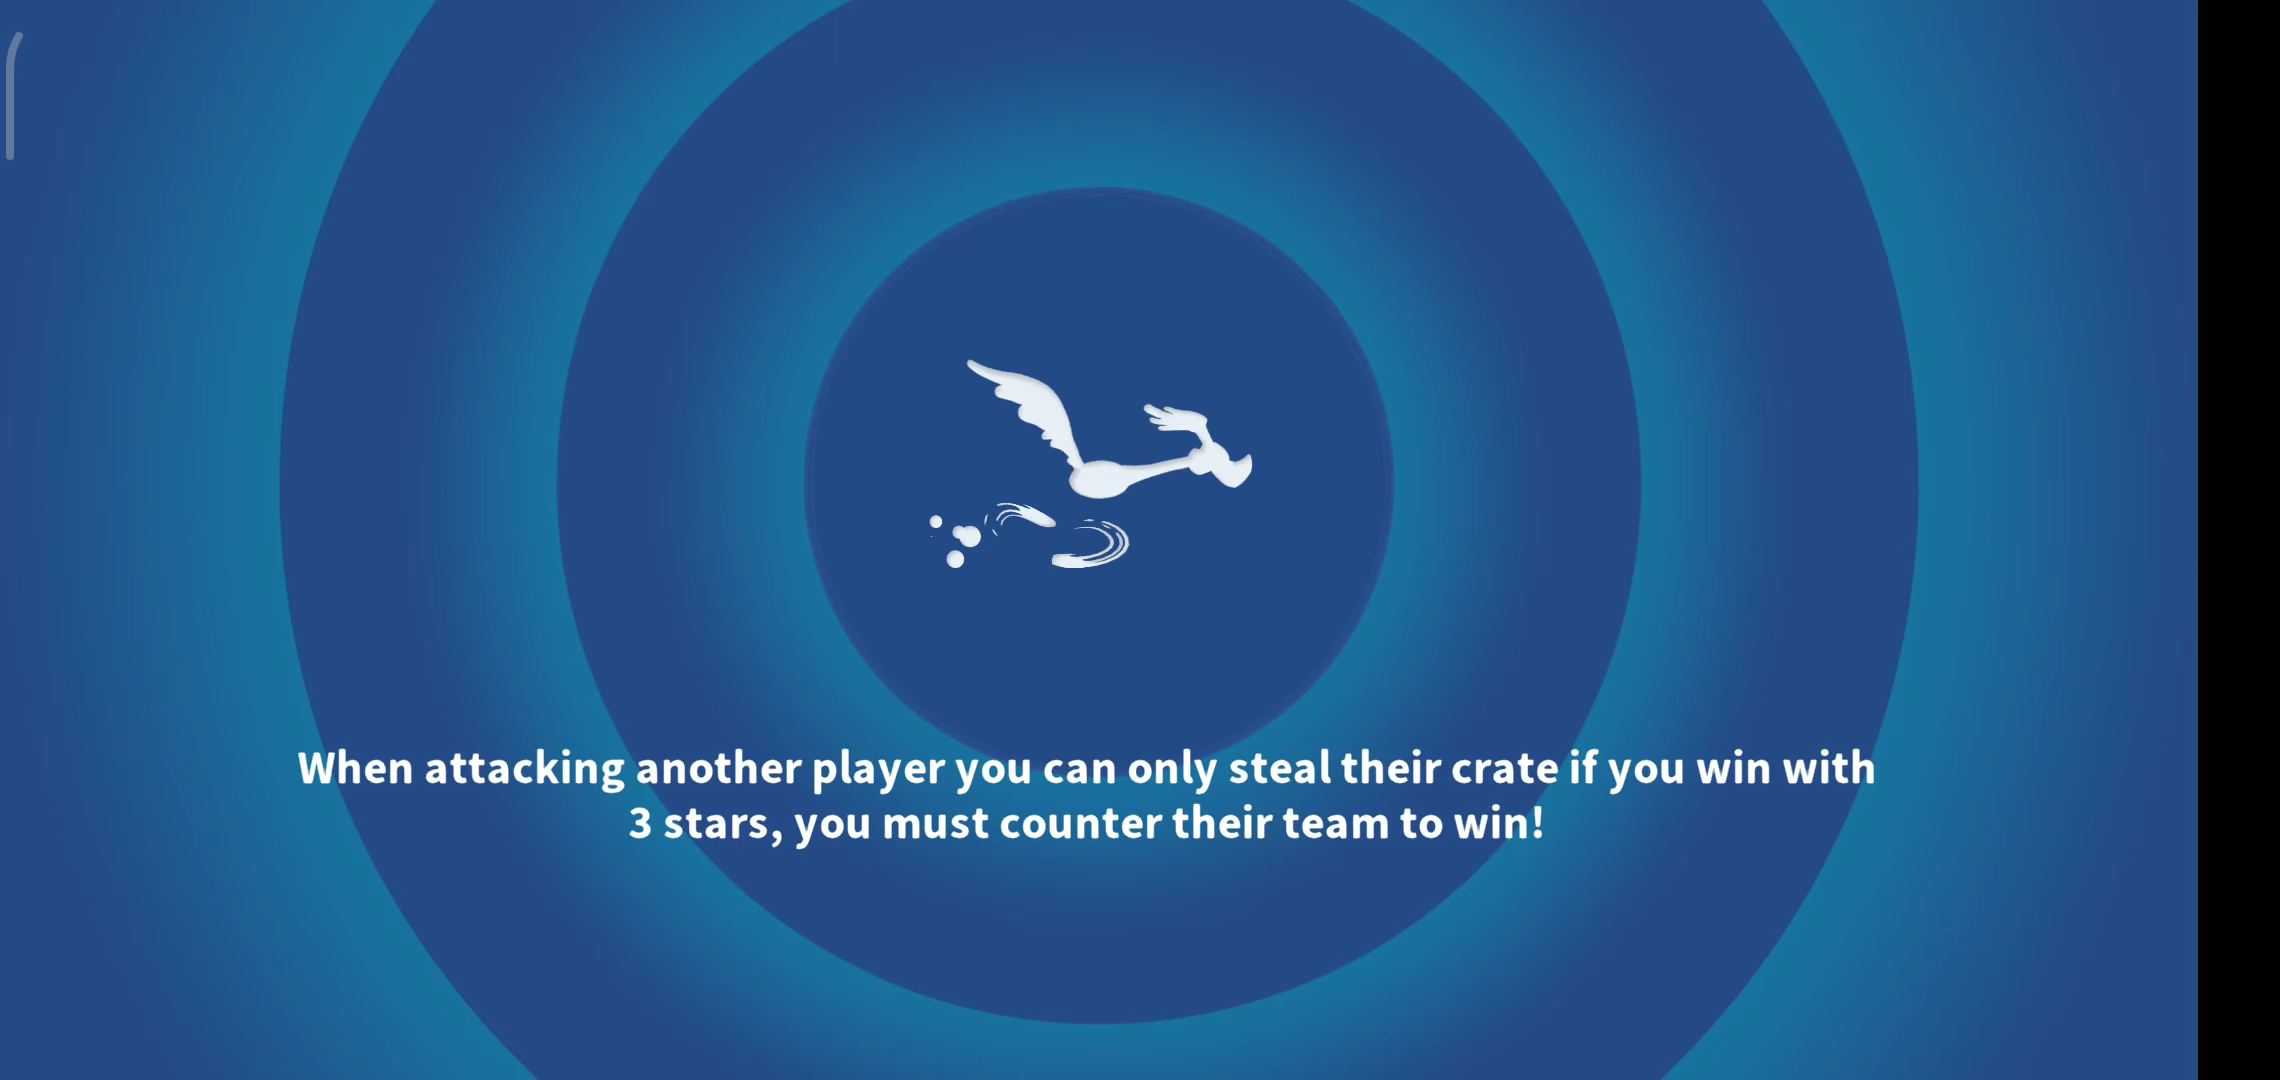 When attacking another player you can only steal their crate if you win with
3 stars, you must counter their team to win!